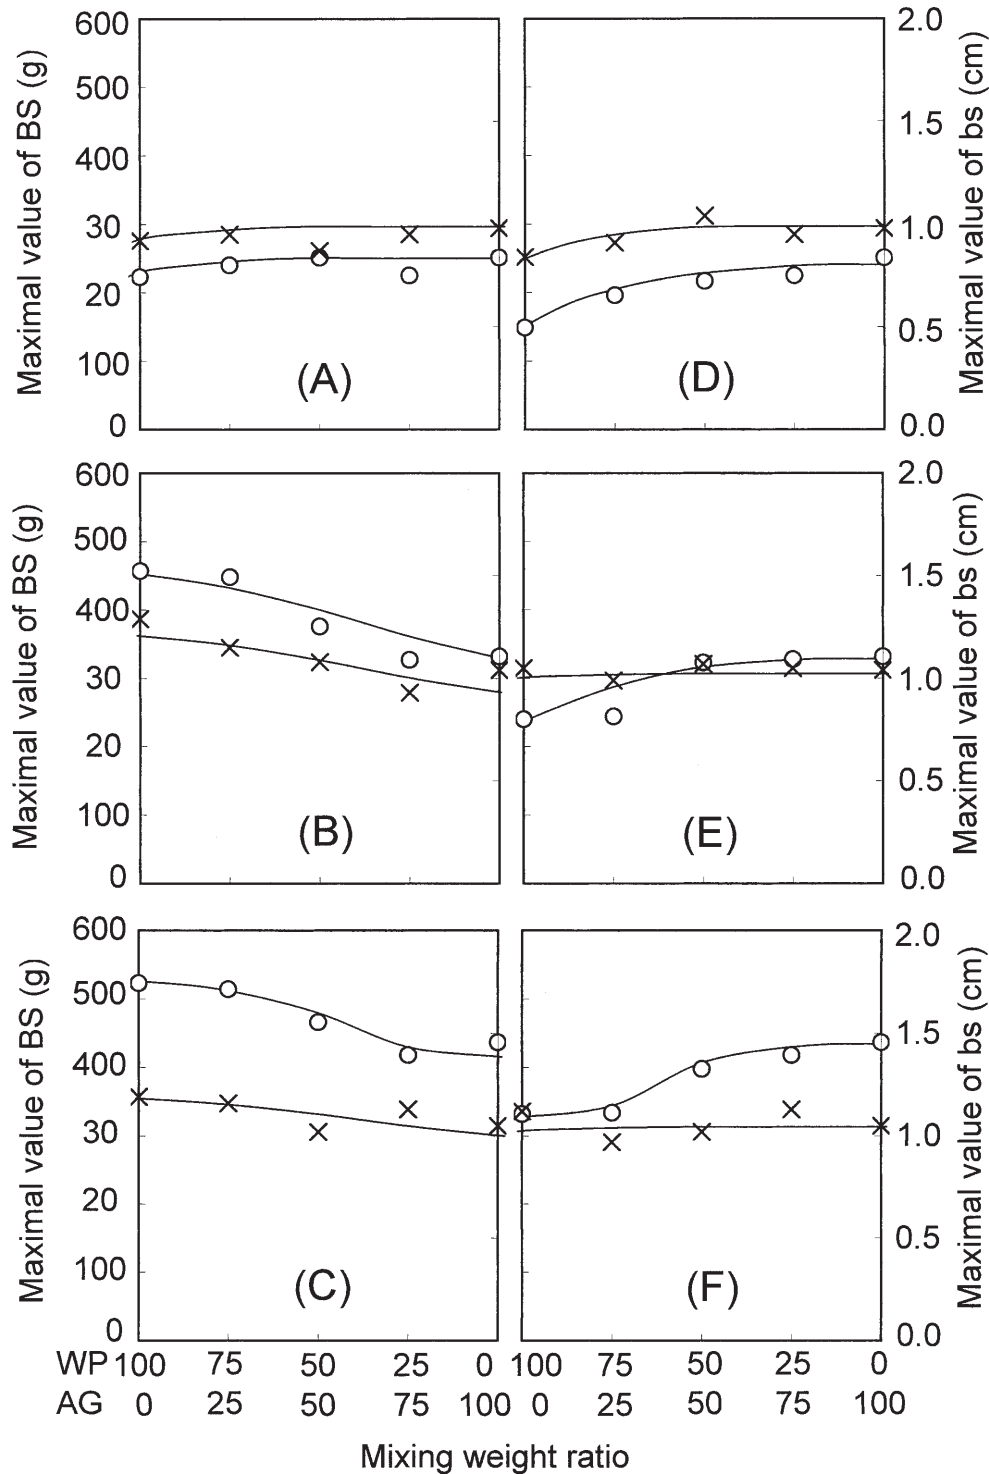 600
500
400
30
20
100
0
Maximal value of BS (g)
(A)
(D)
2.0
1.5
1.0
0.5
0.0
Maximal value of bs (cm)
600
500
400
30
20
100
0
Maximal value of BS (g)
(B)
(E)
2.0
1.5
1.0
0.5
0.0
Maximal value of bs (cm)
600
500
400
30
20
100
0
Maximal value of BS (g)
(C)
(F)
2.0
1.5
1.0
0.5
0.0
Maximal value of bs (cm)
WP 100 75 50 25 0 100 75 50 25 0
AG 0 25 50 75 100 0 25 50 75 100
Mixing weight ratio